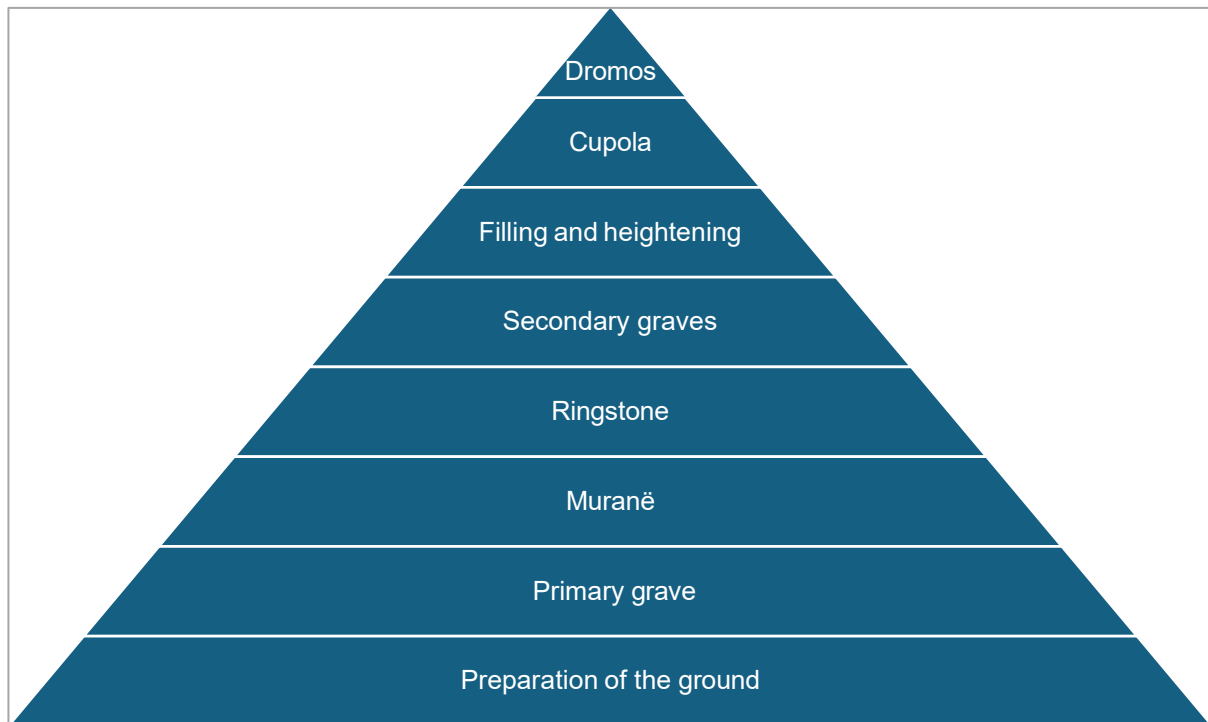 Dromos
Cupola
Filling and heightening
Secondary graves
Ringstone
Muranë
Primary grave
Preparation of the ground